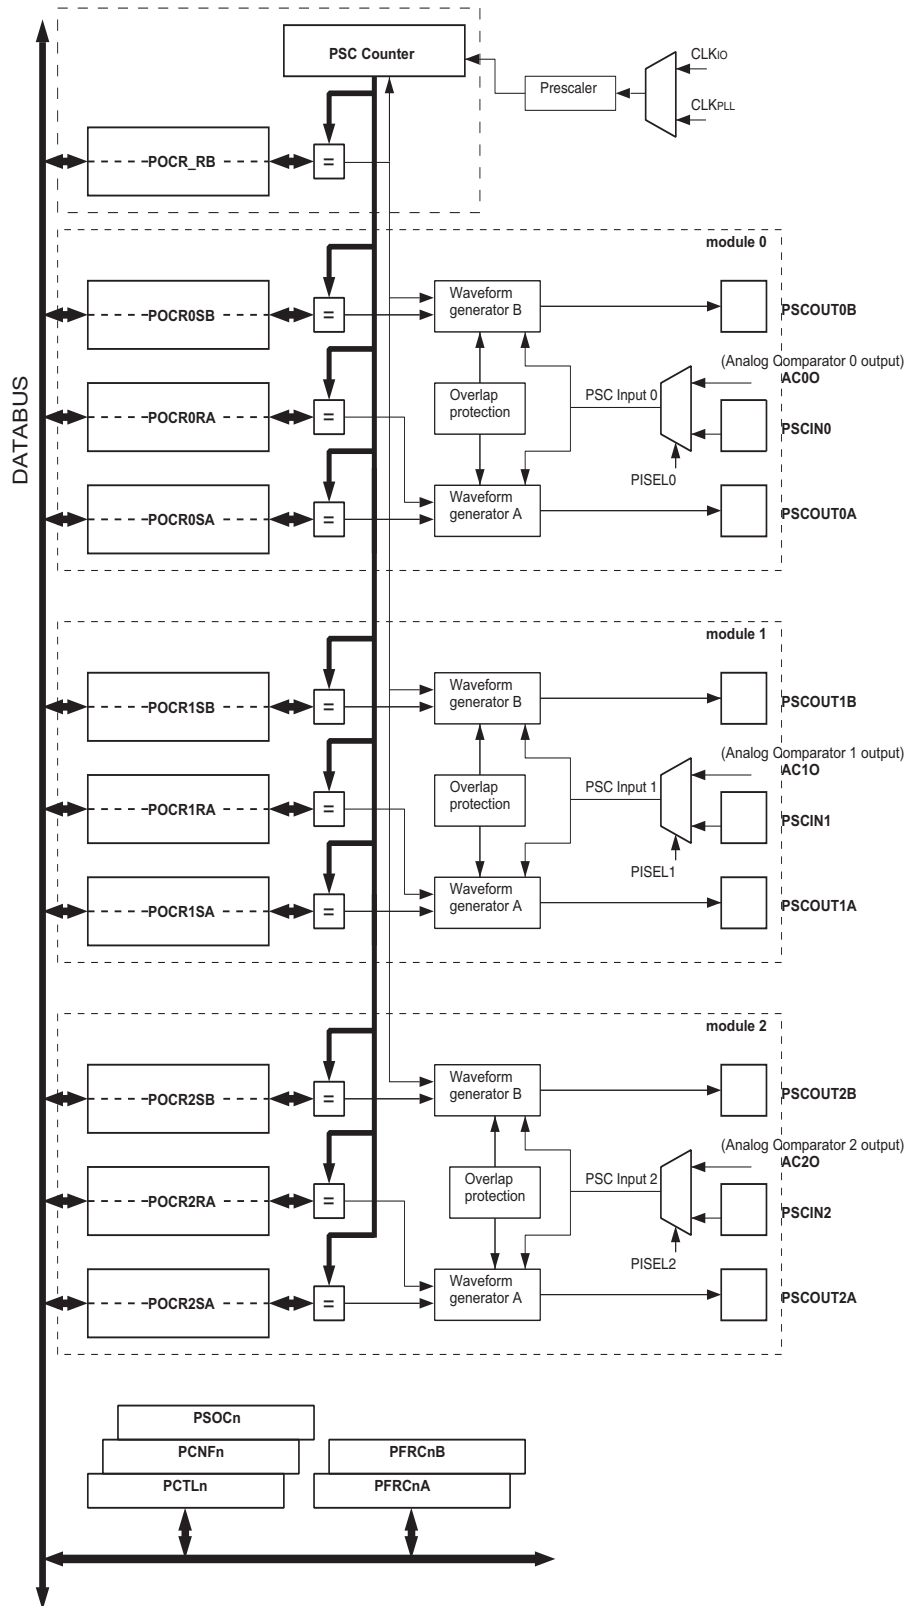 PSC Counter
CLKIO
Prescaler
CLKPLL
POCR_RB
=
DATABUS
module 0
POCR0SB
=
Waveform
generator B
PSCOUT0B
(Analog Comparator 0 output)
AC0O
POCR0RA
=
Overlap
protection
PSC Input 0
PSCIN0
PISEL0
POCR0SA
=
Waveform
generator A
PSCOUT0A
module 1
POCR1SB
=
Waveform
generator B
PSCOUT1B
(Analog Comparator 1 output)
AC1O
POCR1RA
=
Overlap
protection
PSC Input 1
PSCIN1
PISEL1
POCR1SA
=
Waveform
generator A
PSCOUT1A
module 2
POCR2SB
=
Waveform
generator B
PSCOUT2B
(Analog Comparator 2 output)
AC2O
POCR2RA
=
Overlap
protection
PSC Input 2
PSCIN2
PISEL2
POCR2SA
=
Waveform
generator A
PSCOUT2A
PSOCn
PCNFn
PFRCnB
PCTLn
PFRCnA